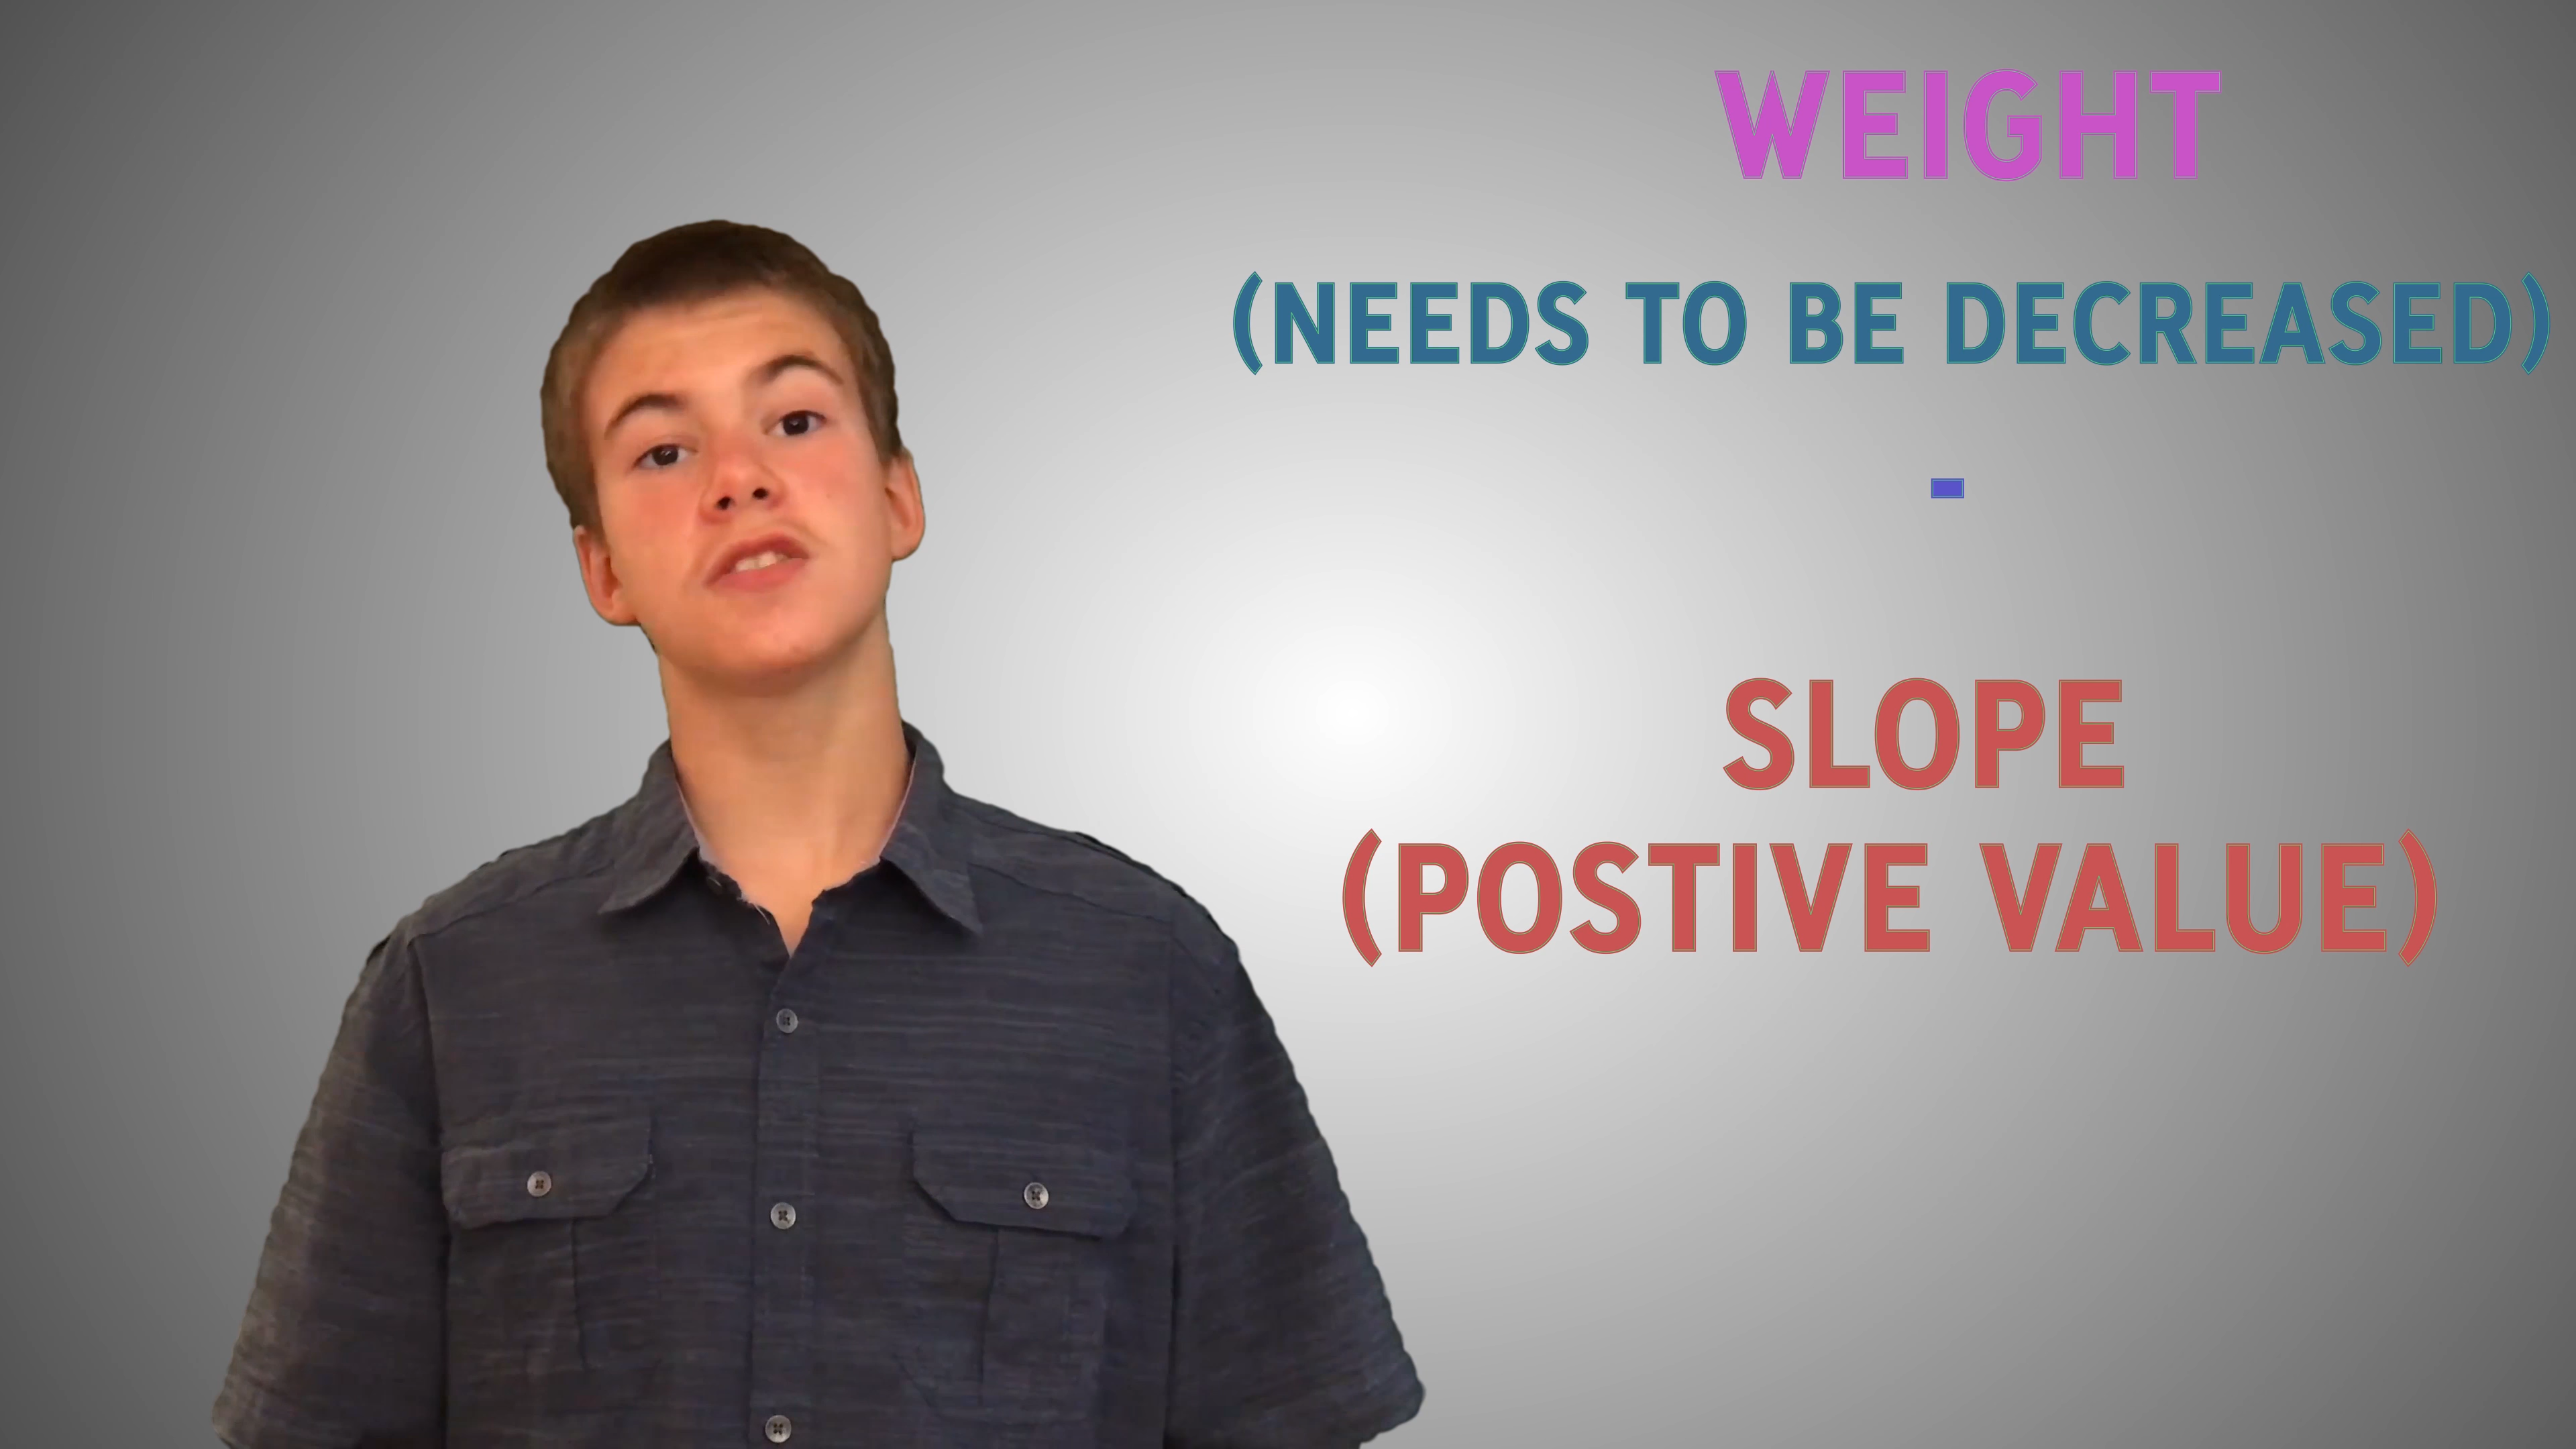 WEIGHT
(NEEDS TO BE DECREASED)
-
SLOPE
(POSTIVE VALUE)